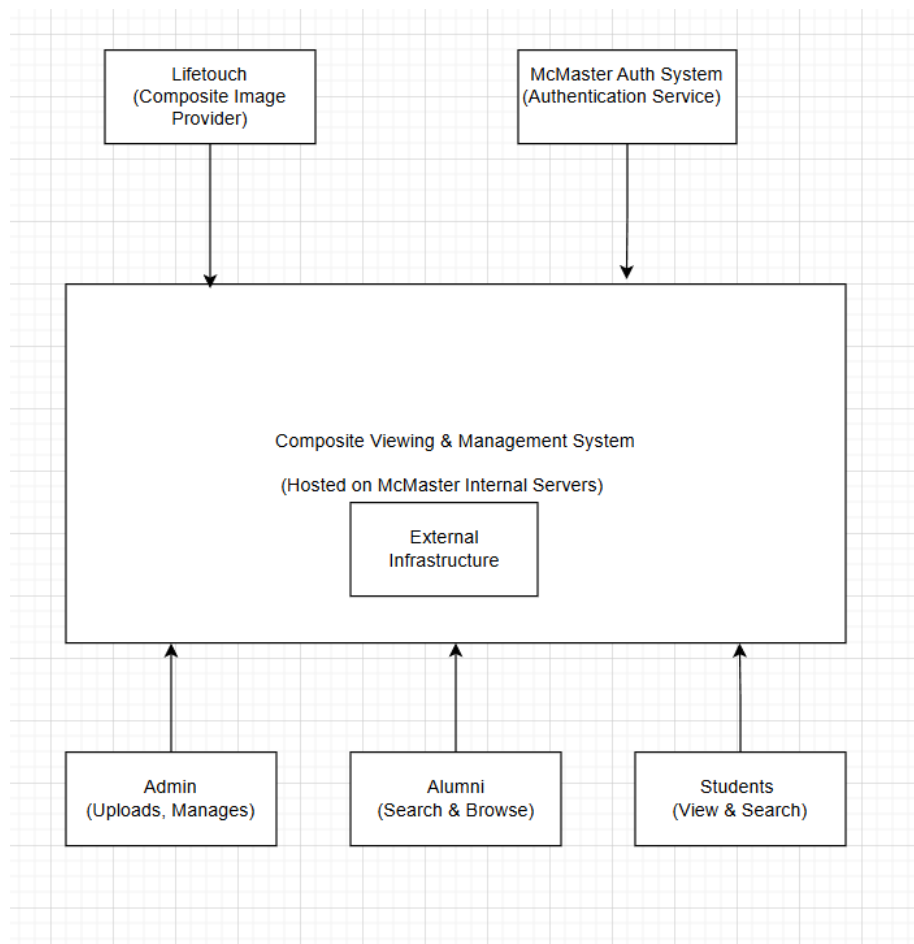 Lifetouch
(Composite Image
Provider)
McMaster Auth System
(Authentication Service)
Composite Viewing & Management System
(Hosted on McMaster Internal Servers)
External
Infrastructure
Admin
(Uploads, Manages)
Alumni
(Search & Browse)
Students
(View & Search)